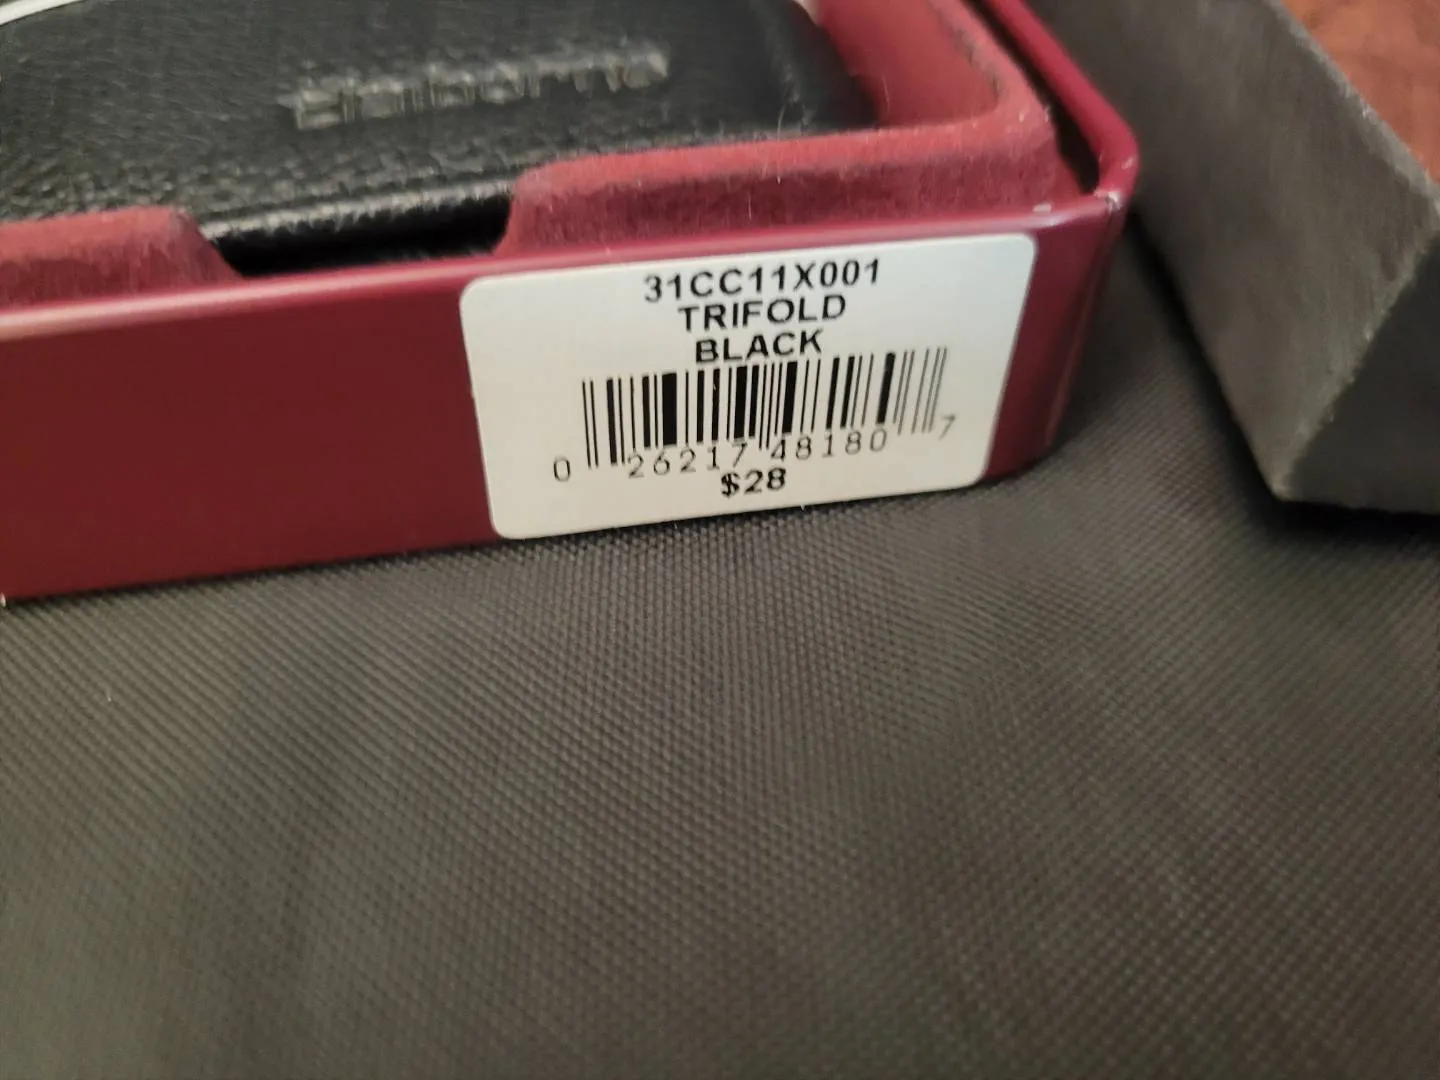 31CC11X001
TRIFOLD
BLACK
0 26217 48180 7
$28